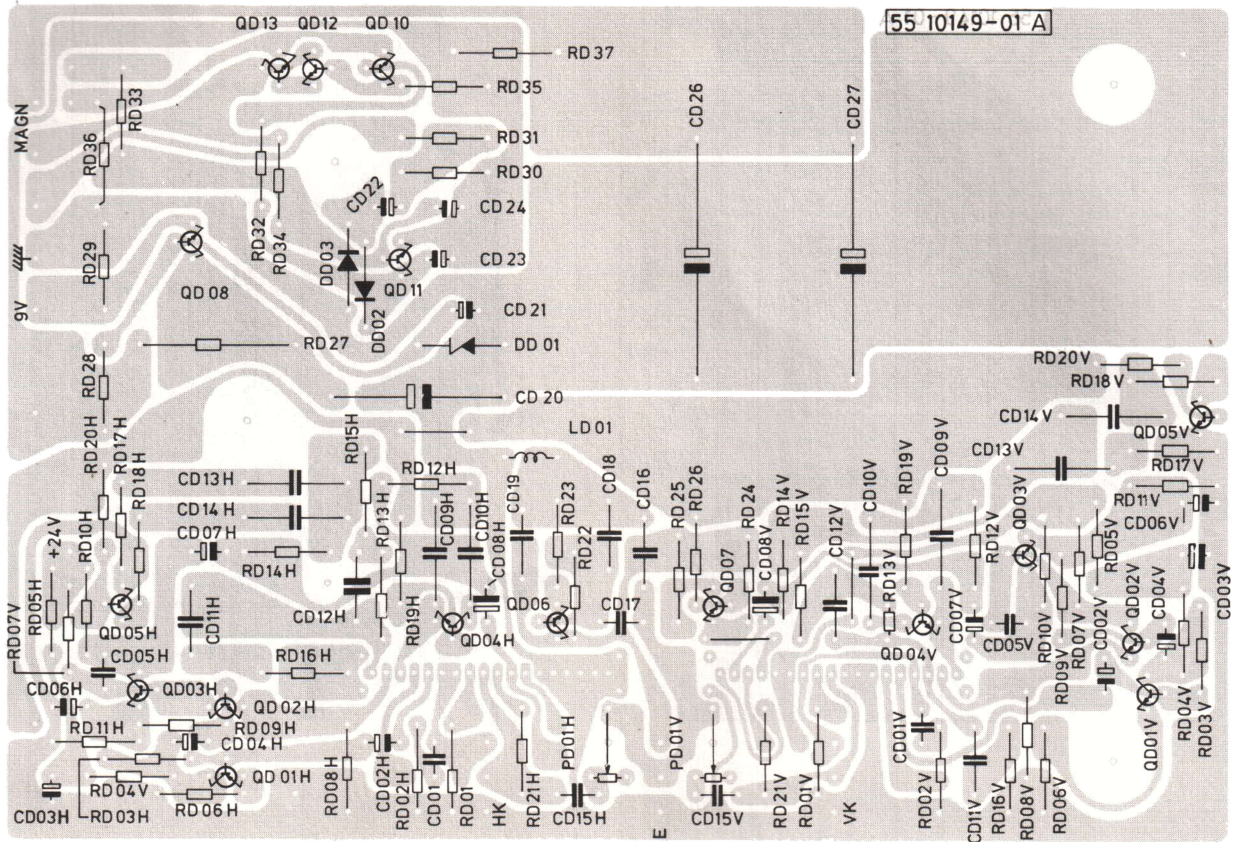 55 10149-01 A
QD13 QD12 QD10
RD37
RD35
RD33
MAGN
RD36
RD31
RD30
CD26
CD27
CD22
CD24
RD32
RD34
RD29
QD08
DD03
DD02
QD11
CD23
9V
CD21
RD27
DD01
RD28
CD20
LD01
RD20V
RD18V
CD14V
QD05V
CD13V
RD17V
RD11V
CD06V
RD20H
RD17H
RD18H
RD15H
CD13H
CD14H
CD07H
RD12H
CD19
RD23
CD18
CD16
RD25
RD26
RD24
RD14V
RD15V
CD12V
CD10V
RD19V
CD09V
RD12V
QD03V
RD05V
+24V
RD10H
RD14H
RD13H
CD09H
CD10H
CD08H
RD22
QD07
CD08V
RD13V
CD07V
CD05V
RD10V
RD09V
RD07V
CD02V
QD02V
CD04V
CD03V
RD07V
RD05H
QD05H
CD11H
CD12H
RD19H
QD04H
QD06
CD17
QD04V
CD05H
RD16H
CD06H
QD03H
QD02H
RD11H
RD09H
CD04H
RD04V
QD01H
CD03H
RD03H
RD06H
RD08H
CD02H
RD02H
CD01
RD01
HK
RD21H
PD01H
CD15H
E
PD01V
CD15V
RD21V
RD01V
VK
CD01V
RD02V
CD11V
RD16V
RD08V
RD06V
QD01V
RD04V
RD03V